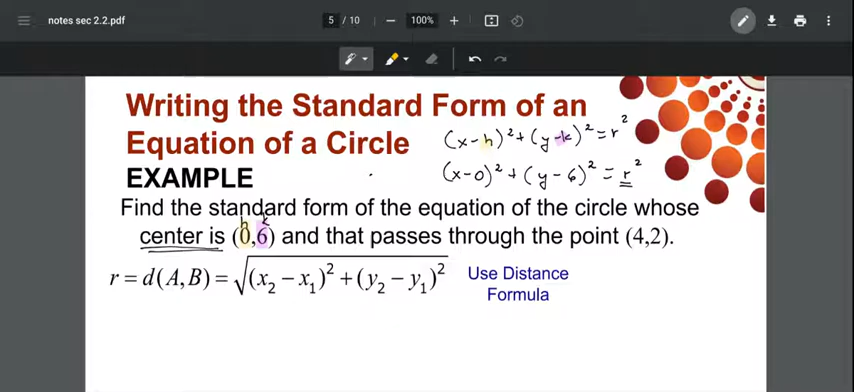 notes sec 2.2.pdf 5 / 10 100%
Writing the Standard Form of an
Equation of a Circle (x-h)²+(y-k)²=r²
EXAMPLE (x-0)²+(y-6)²=r²
Find the standard form of the equation of the circle whose
h k
center is (0,6) and that passes through the point (4,2).
r = d(A,B) = √(x₂ − x₁)² + (y₂ − y₁)² Use Distance
Formula